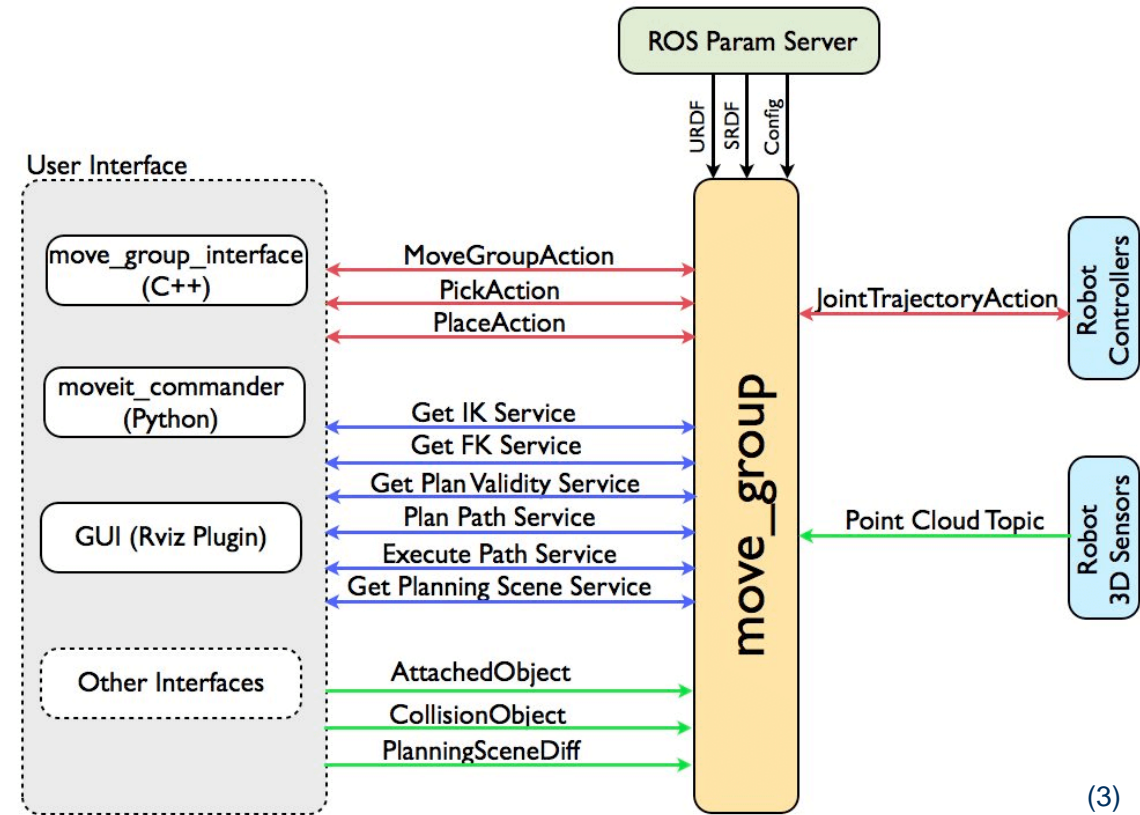 ROS Param Server
URDF
SRDF
Config
User Interface
move_group_interface
(C++)
moveit_commander
(Python)
GUI (Rviz Plugin)
Other Interfaces
MoveGroupAction
PickAction
PlaceAction
Get IK Service
Get FK Service
Get Plan Validity Service
Plan Path Service
Execute Path Service
Get Planning Scene Service
AttachedObject
CollisionObject
PlanningSceneDiff
move_group
JointTrajectoryAction
Point Cloud Topic
Robot
Controllers
Robot
3D Sensors
(3)